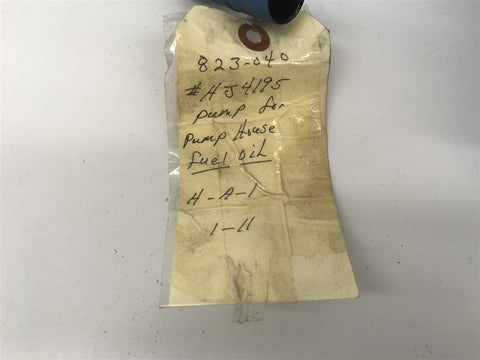 823-040
#HJ4195
Pump for
Pump House
fuel oil
H-A-1
1-11